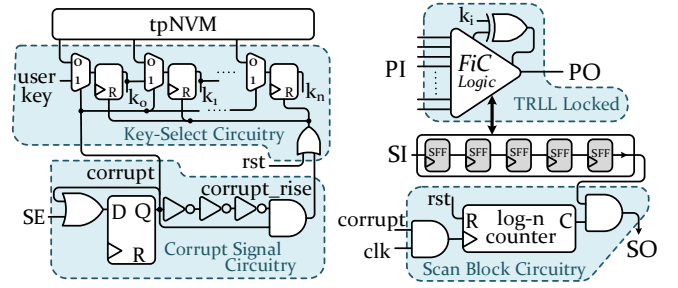 tpNVM
0
1
0
1
0
1
user
key
R
k₀
R
k₁
R
kₙ
Key-Select Circuitry
rst
corrupt
corrupt_rise
SE
D Q
R
Corrupt Signal
Circuitry
kᵢ
PI
FiC
Logic
PO
TRLL Locked
SI
SFF SFF SFF SFF SFF
rst
corrupt
clk
R
log-n
counter
C
SO
Scan Block Circuitry